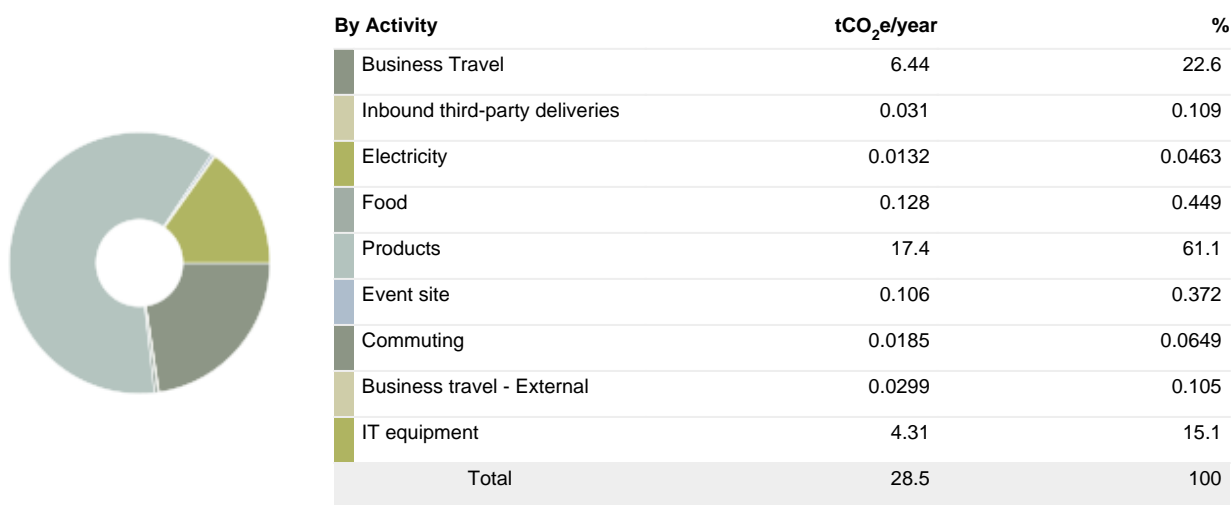 By Activity tCO2e/year %
Business Travel 6.44 22.6
Inbound third-party deliveries 0.031 0.109
Electricity 0.0132 0.0463
Food 0.128 0.449
Products 17.4 61.1
Event site 0.106 0.372
Commuting 0.0185 0.0649
Business travel - External 0.0299 0.105
IT equipment 4.31 15.1
Total 28.5 100